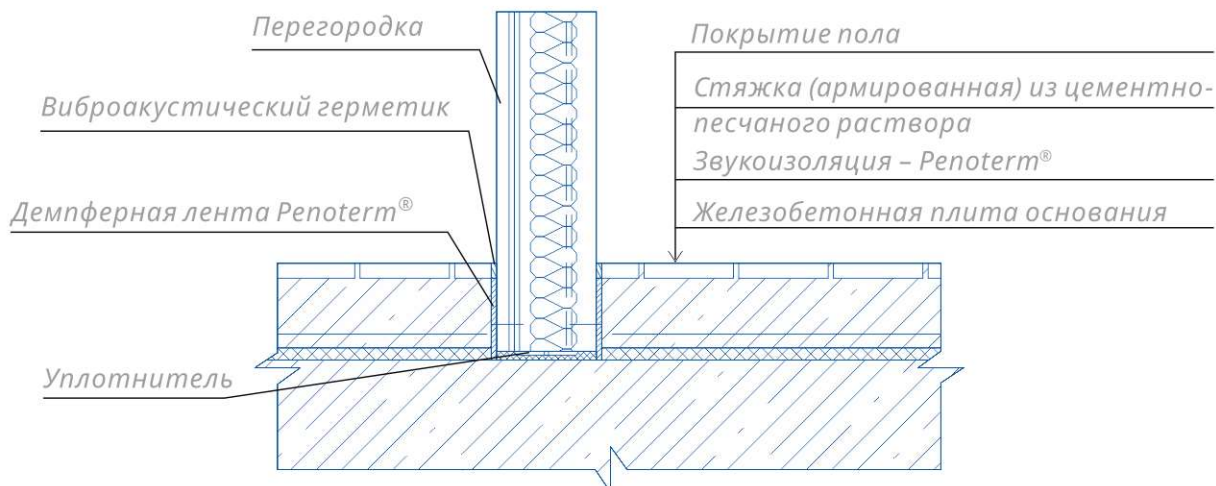 Перегородка
Виброакустический герметик
Демпферная лента Penoterm®
Уплотнитель
Покрытие пола
Стяжка (армированная) из цементно-
песчаного раствора
Звукоизоляция – Penoterm®
Железобетонная плита основания